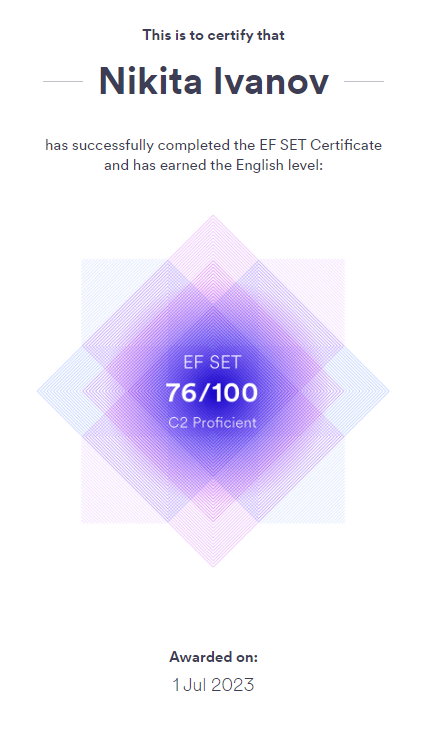 This is to certify that
Nikita Ivanov
has successfully completed the EF SET Certificate
and has earned the English level:
EF SET
76/100
C2 Proficient
Awarded on:
1 Jul 2023